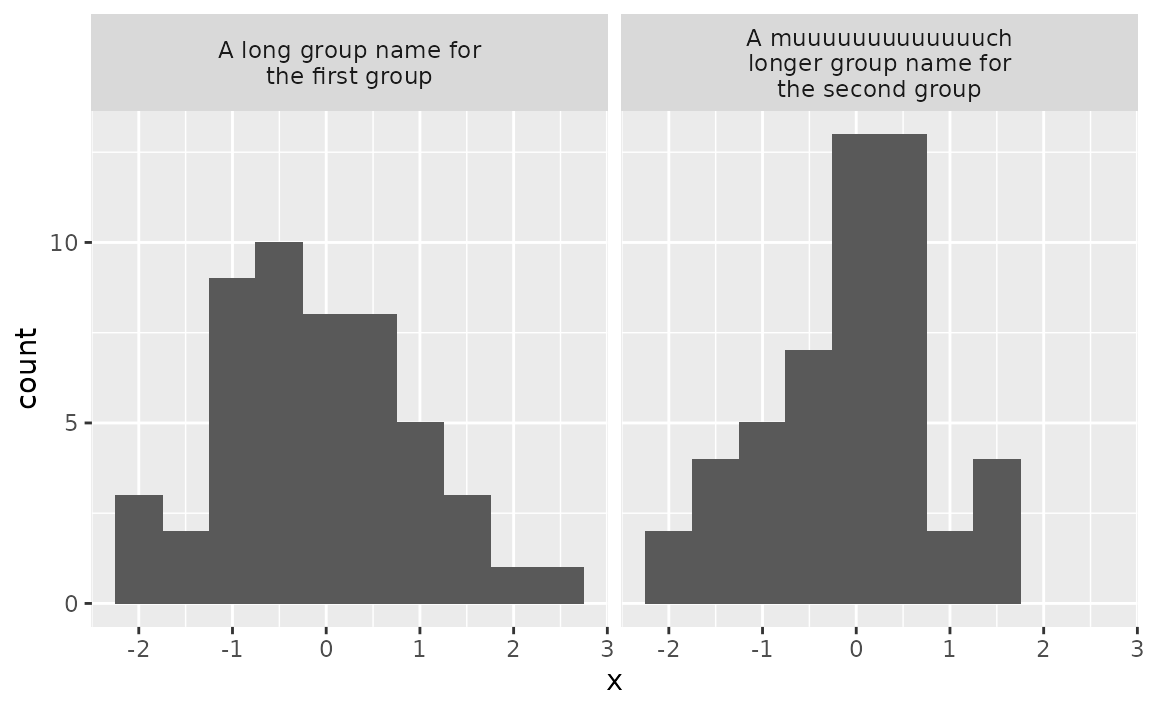 A long group name for
the first group
A muuuuuuuuuuuuuch
longer group name for
the second group
count
10
5
0
-2 -1 0 1 2 3
-2 -1 0 1 2 3
x